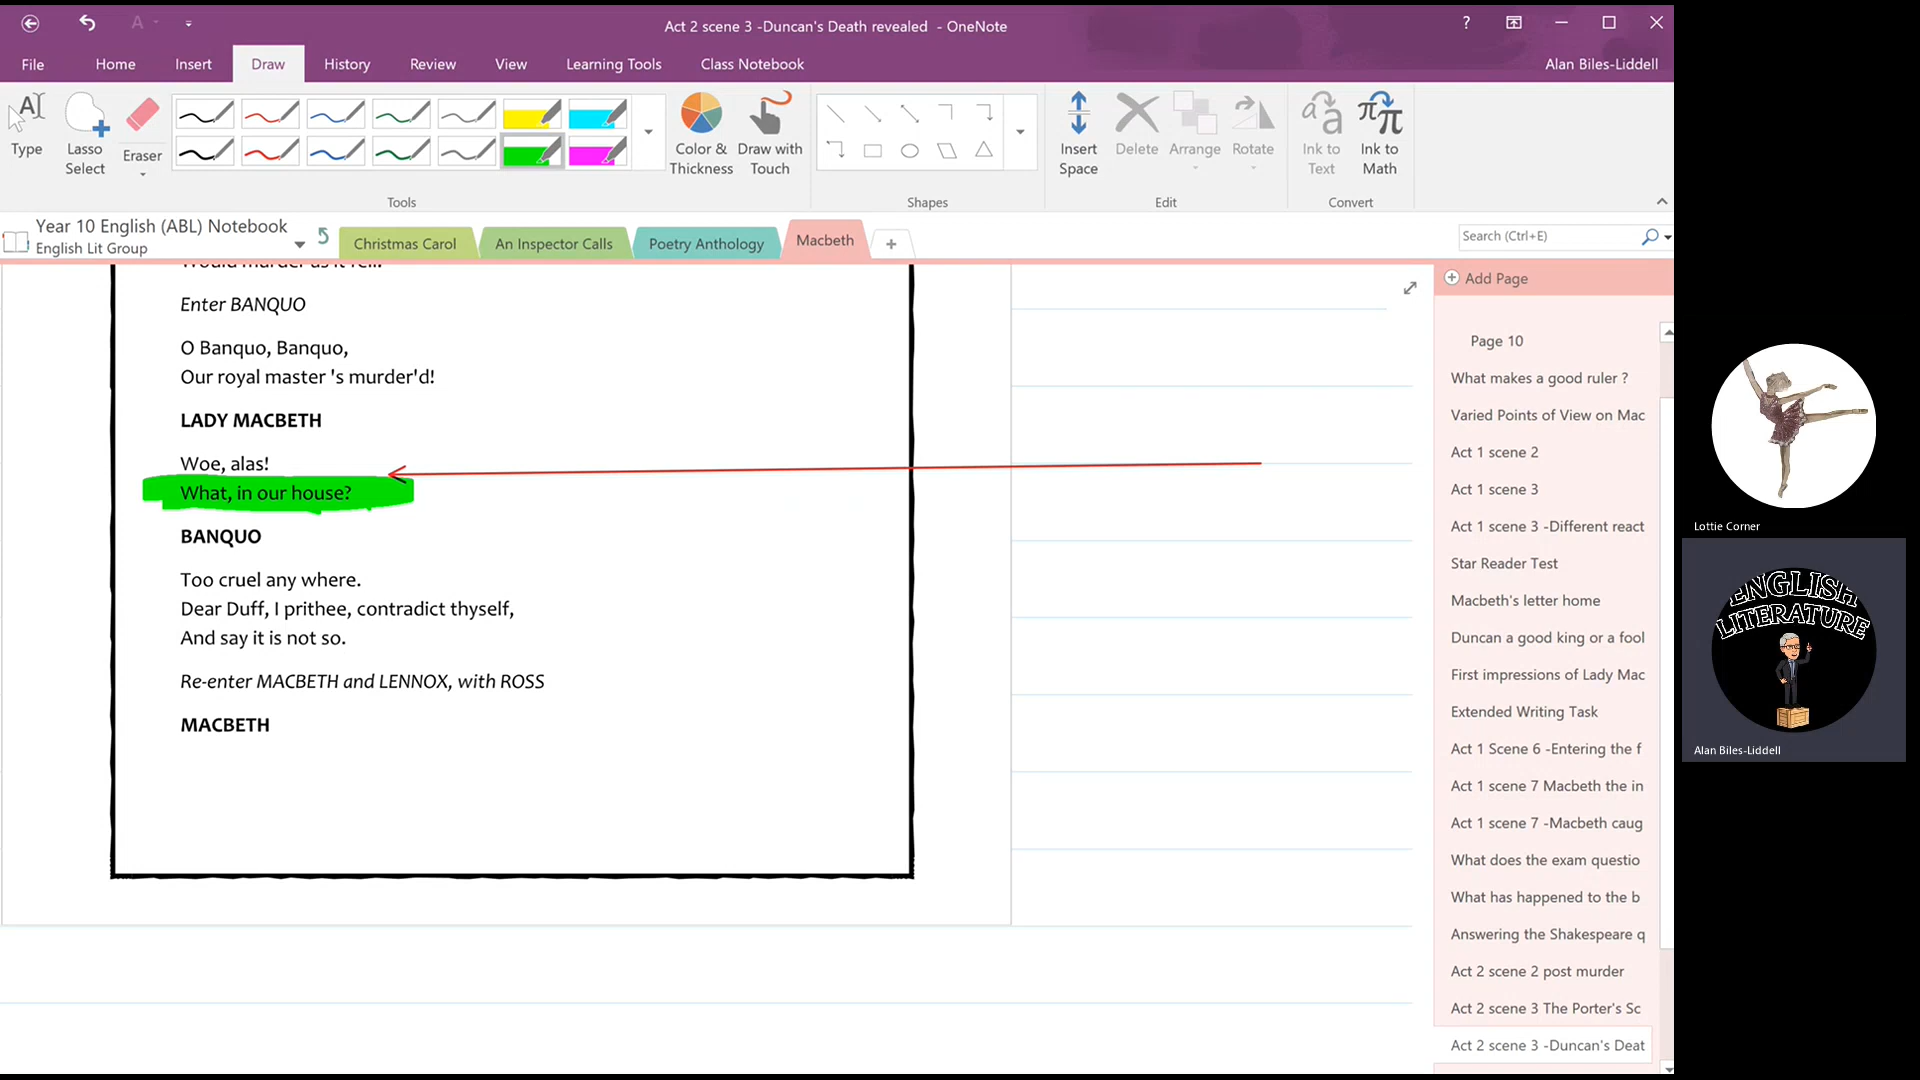 Act 2 scene 3 -Duncan's Death revealed - OneNote
?
File
Home
Insert
Draw
History
Review
View
Learning Tools
Class Notebook
Alan Biles-Liddell
Type
Lasso
Select
Eraser
Color &
Thickness
Draw with
Touch
Insert
Space
Delete
Arrange
Rotate
Ink to
Text
Ink to
Math
Tools
Shapes
Edit
Convert
Year 10 English (ABL) Notebook
English Lit Group
Christmas Carol
An Inspector Calls
Poetry Anthology
Macbeth
Search (Ctrl+E)
Enter BANQUO
O Banquo, Banquo,
Our royal master 's murder'd!
LADY MACBETH
Woe, alas!
What, in our house?
BANQUO
Too cruel any where.
Dear Duff, I prithee, contradict thyself,
And say it is not so.
Re-enter MACBETH and LENNOX, with ROSS
MACBETH
Add Page
Page 10
What makes a good ruler ?
Varied Points of View on Mac
Act 1 scene 2
Act 1 scene 3
Act 1 scene 3 -Different react
Star Reader Test
Macbeth's letter home
Duncan a good king or a fool
First impressions of Lady Mac
Extended Writing Task
Act 1 Scene 6 -Entering the f
Act 1 scene 7 Macbeth the in
Act 1 scene 7 -Macbeth caug
What does the exam questio
What has happened to the b
Answering the Shakespeare q
Act 2 scene 2 post murder
Act 2 scene 3 The Porter's Sc
Act 2 scene 3 -Duncan's Deat
Lottie Corner
ENGLISH
LITERATURE
Alan Biles-Liddell